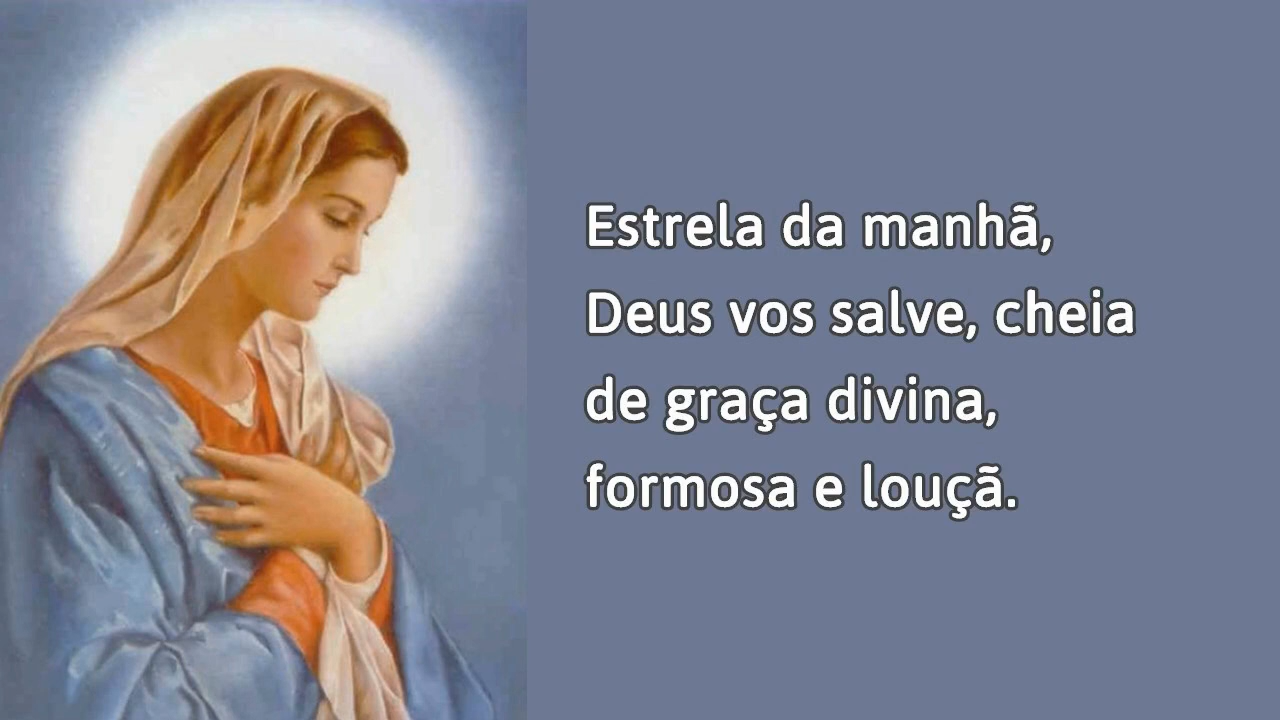 Estrela da manhã,
Deus vos salve, cheia
de graça divina,
formosa e louçã.